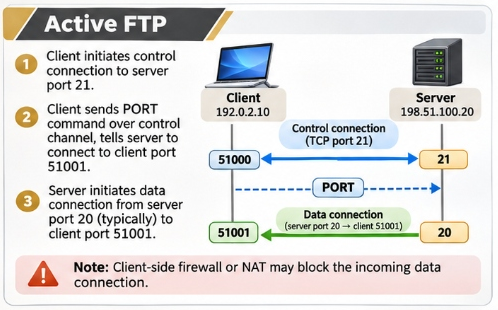 Active FTP
1 Client initiates control
connection to server
port 21.
2 Client sends PORT
command over control
channel, tells server to
connect to client port
51001.
3 Server initiates data
connection from server
port 20 (typically) to
client port 51001.
Client
192.0.2.10
Server
198.51.100.20
Control connection
(TCP port 21)
51000
21
PORT
Data connection
(server port 20 → client 51001)
51001
20
Note: Client-side firewall or NAT may block the incoming data
connection.